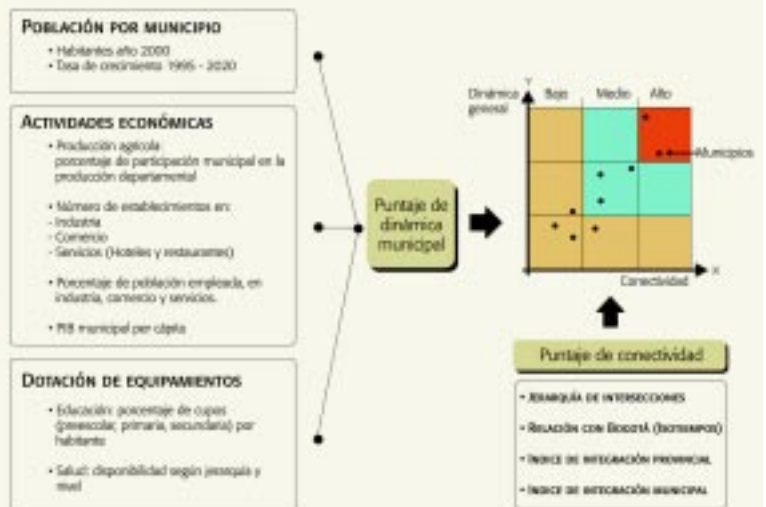 POBLACIÓN POR MUNICIPIO
• Habitantes año 2000
• Tasa de crecimiento 1995 - 2020
ACTIVIDADES ECONÓMICAS
• Producción agrícola
porcentaje de participación municipal en la
producción departamental
• Número de establecimientos en:
- Industria
- Comercio
- Servicios (Hoteles y restaurantes)
• Porcentaje de población empleada, en
industria, comercio y servicios.
• PIB municipal per cápita
DOTACIÓN DE EQUIPAMIENTOS
• Educación: porcentaje de cupos
(preescolar, primaria, secundaria) por
habitante
• Salud: disponibilidad según jerarquía y
nivel
Puntaje de
dinámica
municipal
Y
Dinámica
general
Bajo Medio Alto
Municipios
X
Conectividad
Puntaje de conectividad
• JERARQUÍA DE INTERSECCIONES
• RELACIÓN CON BOGOTÁ (ISOTIEMPOS)
• ÍNDICE DE INTEGRACIÓN PROVINCIAL
• ÍNDICE DE INTEGRACIÓN MUNICIPAL